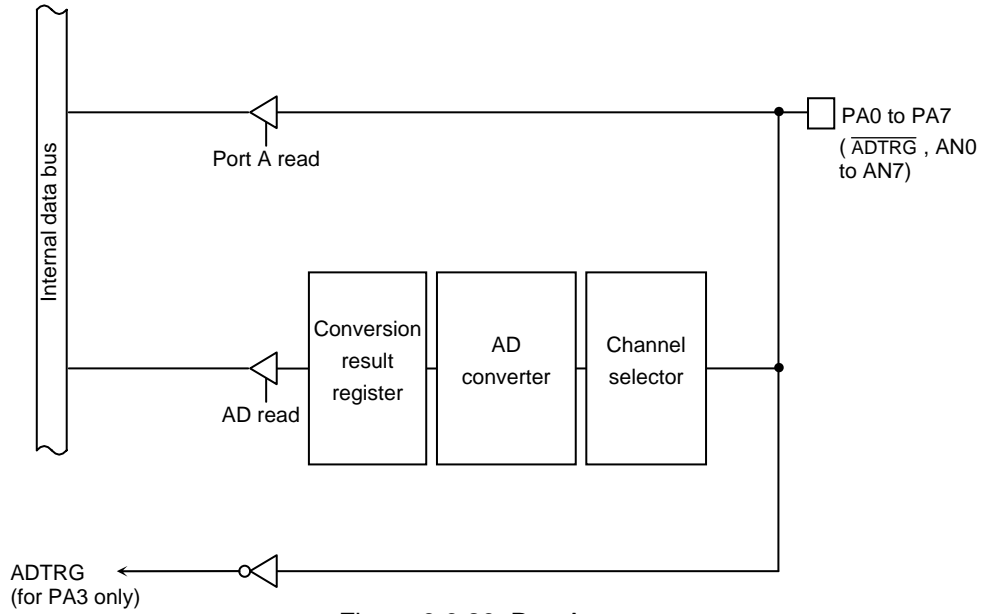 Internal data bus
Port A read
PA0 to PA7
( ADTRG , AN0
to AN7)
Conversion
result
register
AD
converter
Channel
selector
AD read
ADTRG
(for PA3 only)